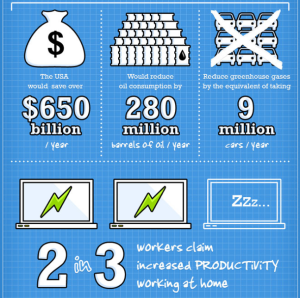 $
The USA
would save over
$650
billion
/ year
Would reduce
oil consumption by
280
million
barrels of oil / year
Reduce greenhouse gases
by the equivalent of taking
9
million
cars / year
Zzz...
2 in 3
workers claim
increased PRODUCTiViTY
working at home